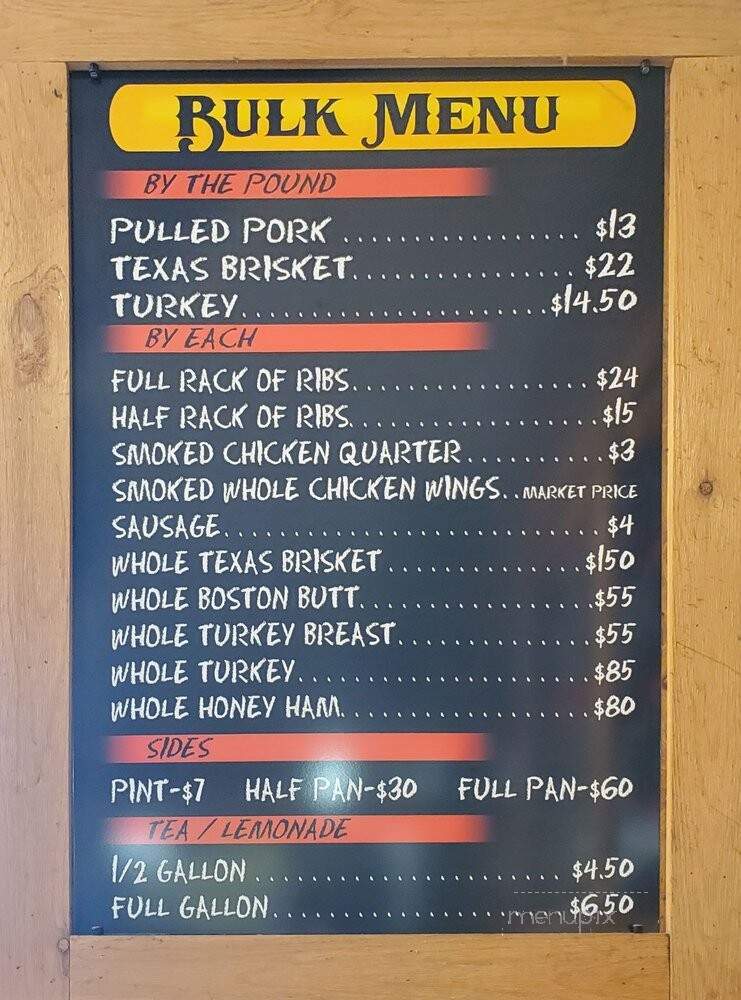 BULK MENU
BY THE POUND
PULLED PORK ................. $13
TEXAS BRISKET................ $22
TURKEY......................$14.50
BY EACH
FULL RACK OF RIBS................. $24
HALF RACK OF RIBS..................$15
SMOKED CHICKEN QUARTER.......... $3
SMOKED WHOLE CHICKEN WINGS..MARKET PRICE
SAUSAGE............................ $4
WHOLE TEXAS BRISKET..............$150
WHOLE BOSTON BUTT.................$55
WHOLE TURKEY BREAST..............$55
WHOLE TURKEY.....................$85
WHOLE HONEY HAM..................$80
SIDES
PINT-$7 HALF PAN-$30 FULL PAN-$60
TEA / LEMONADE
1/2 GALLON ....................... $4.50
FULL GALLON..................... $6.50
menupix